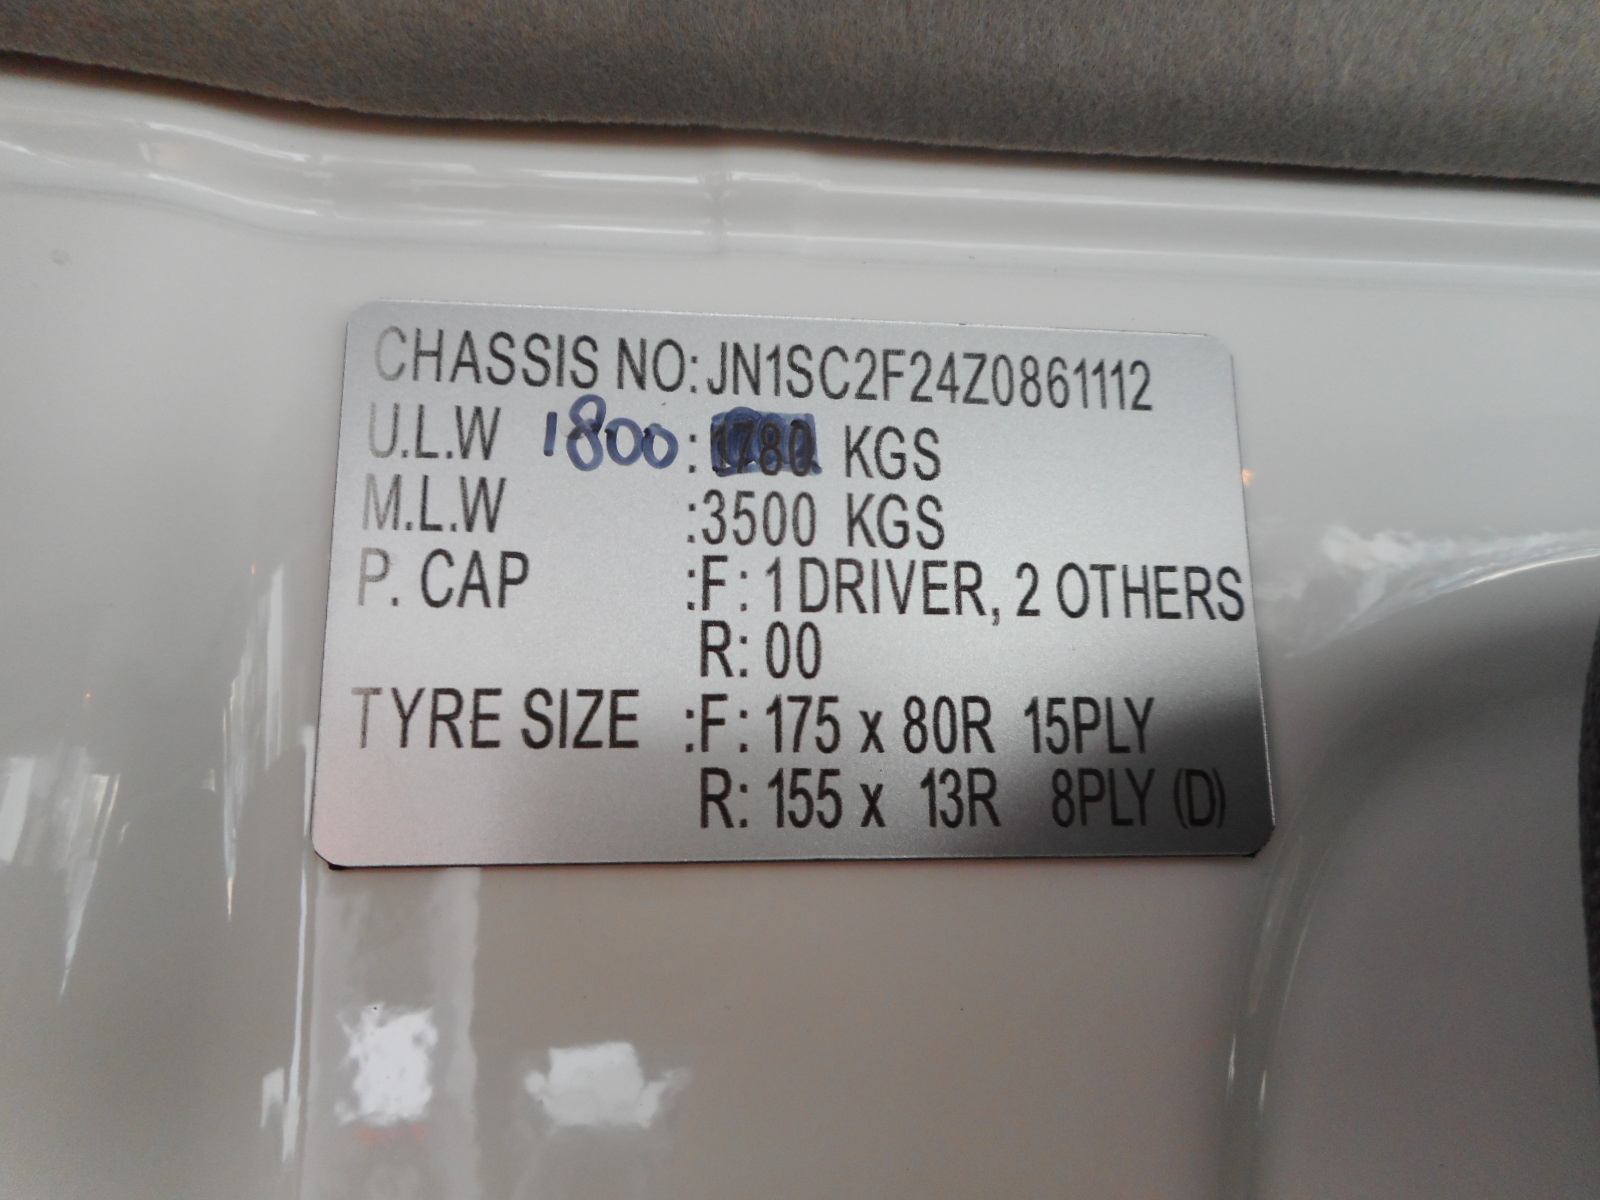 CHASSIS NO: JN1SC2F24Z0861112
U.L.W 1800 : 1780 KGS
M.L.W :3500 KGS
P. CAP :F: 1 DRIVER, 2 OTHERS
R: 00
TYRE SIZE :F: 175 x 80R 15PLY
R: 155 x 13R 8PLY (D)